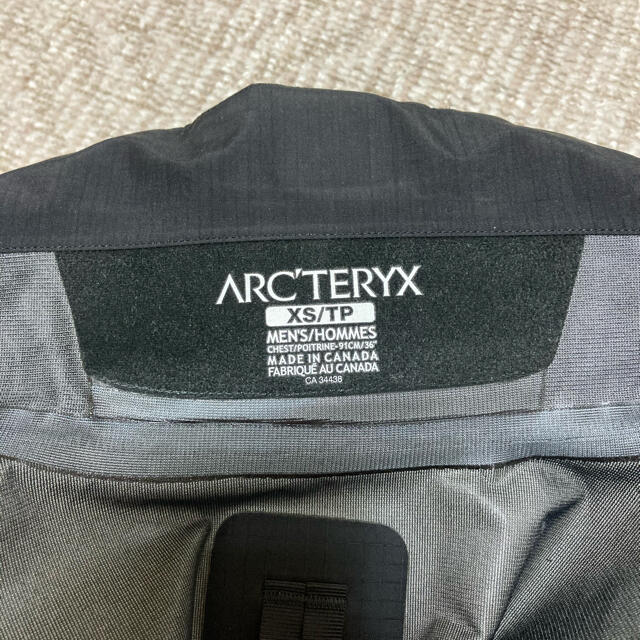 ARC'TERYX
XS/TP
MEN'S/HOMMES
CHEST/POITRINE-91CM/36"
MADE IN CANADA
FABRIQUÉ AU CANADA
CA 34438